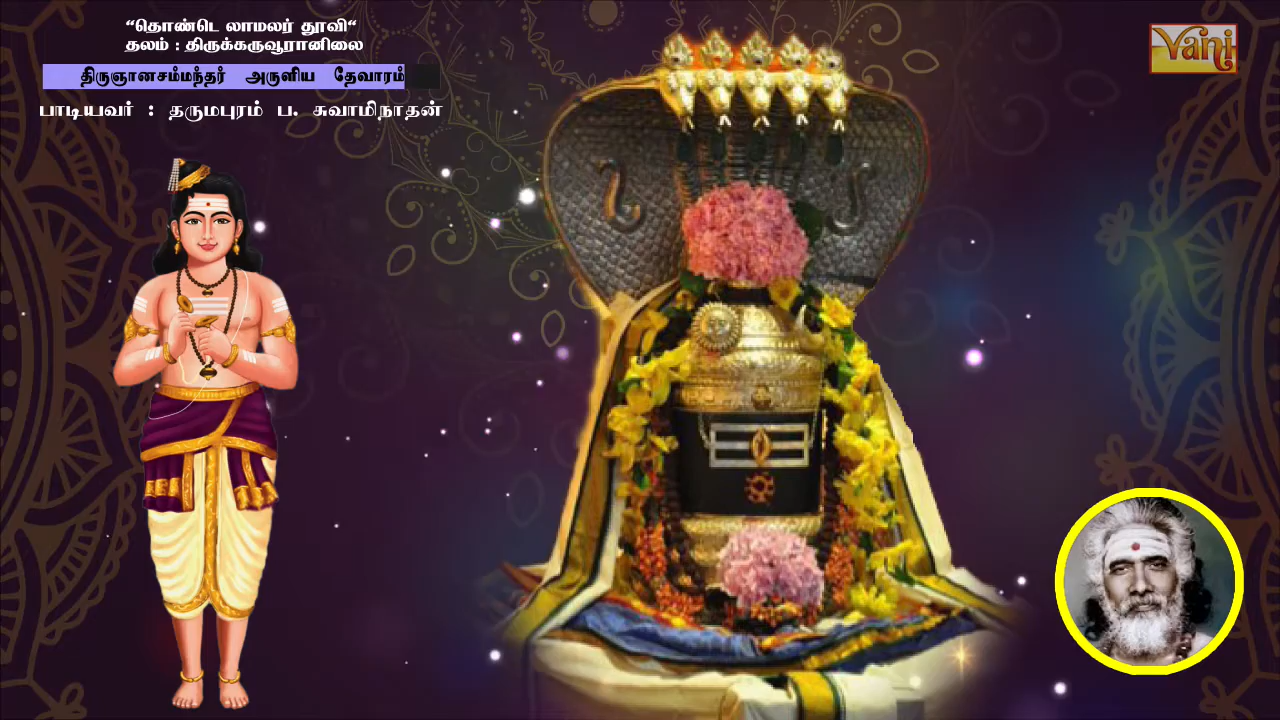 “தொண்டெ லாமலர் தூவி“
தலம் : திருக்கருவூரானிலை
திருஞானசம்மந்தர் அருளிய தேவாரம்
பாடியவர் : தருமபுரம் ப. சுவாமிநாதன்
Vani